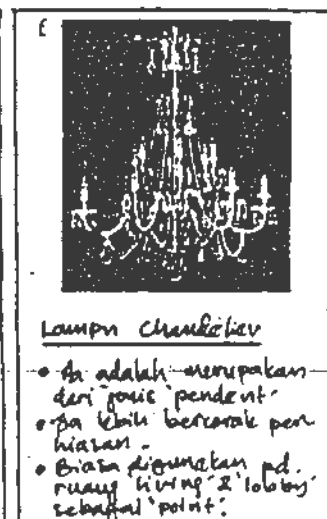 E
Lampu Chandelier
• Ia adalah merupakan
dari jenis 'pendent'.
• Ia lebih bercorak per
hiasan.
• Biasa digunakan pd.
ruang 'living' & 'lobby'
sebagai 'point'.